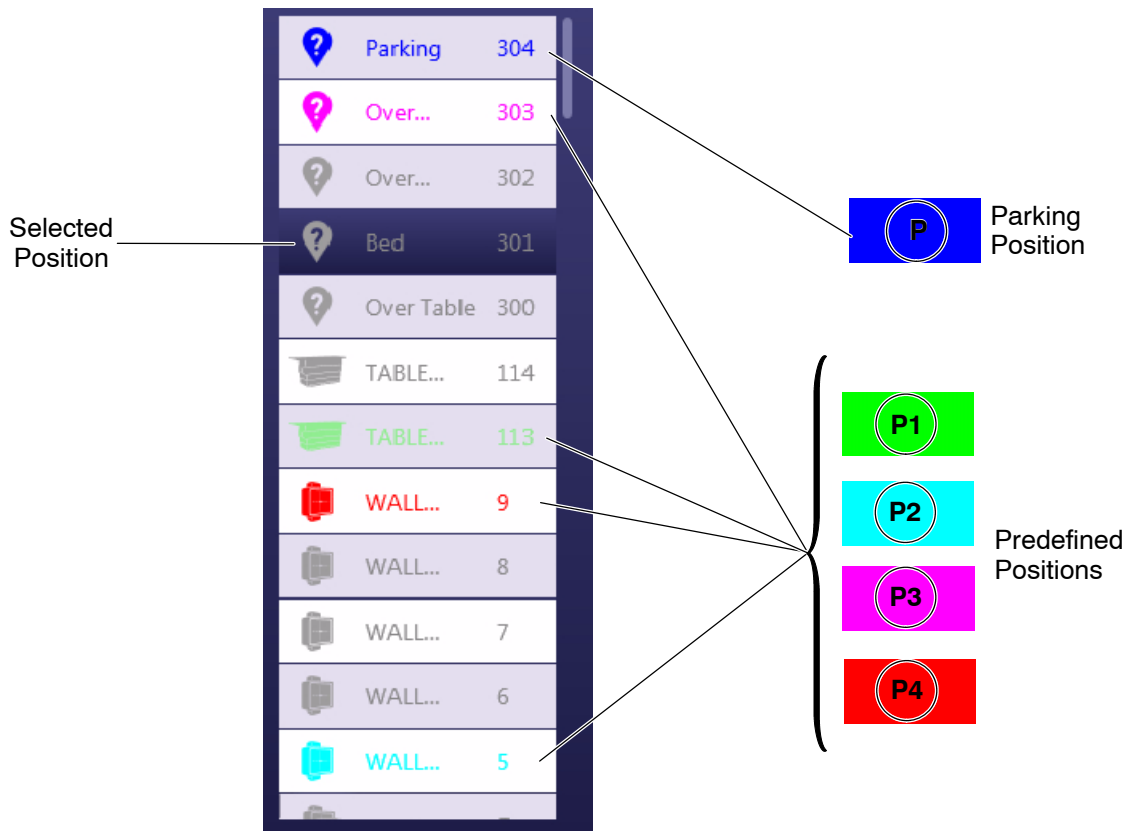 Parking 304
Over... 303
Over... 302
Selected
Position
Bed 301
Over Table 300
TABLE... 114
TABLE... 113
WALL... 9
WALL... 8
WALL... 7
WALL... 6
WALL... 5
P
Parking
Position
P1
P2
P3
P4
Predefined
Positions